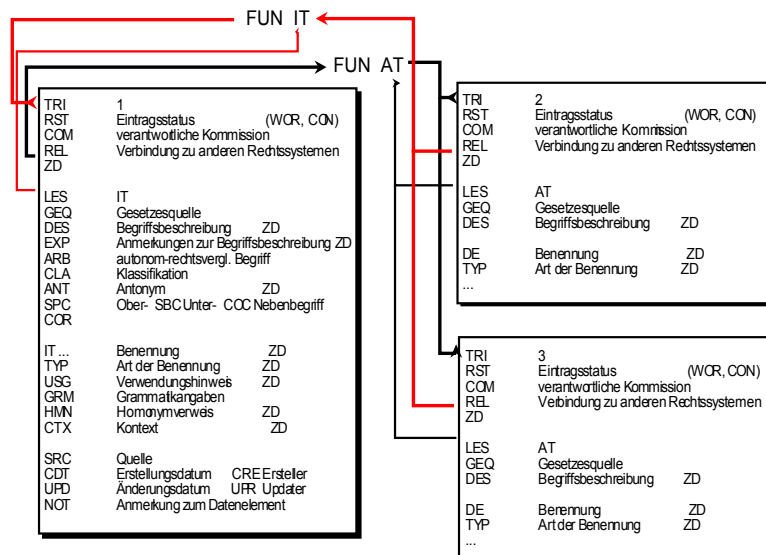 FUN IT
FUN AT
TRI 1
RST Eintragsstatus (WOR, CON)
COM verantwortliche Kommission
REL Verbindung zu anderen Rechtssystemen
ZD
LES IT
GEQ Gesetzesquelle
DES Begriffsbeschreibung ZD
EXP Anmerkungen zur Begriffsbeschreibung ZD
ARB autonom-rechtsvergl. Begriff
CLA Klassifikation
ANT Antonym ZD
SPC Ober- SBC Unter- COC Nebenbegriff
COR
IT ... Benennung ZD
TYP Art der Benennung ZD
USG Verwendungshinweis ZD
GRM Grammatikangaben
HMN Homonymverweis ZD
CTX Kontext ZD
SRC Quelle
CDT Erstellungsdatum CRE Ersteller
UPD Änderungsdatum UPR Updater
NOT Anmerkung zum Datenelement
TRI 2
RST Eintragsstatus (WOR, CON)
COM verantwortliche Kommission
REL Verbindung zu anderen Rechtssystemen
ZD
LES AT
GEQ Gesetzesquelle
DES Begriffsbeschreibung ZD
DE Benennung ZD
TYP Art der Benennung ZD
...
TRI 3
RST Eintragsstatus (WOR, CON)
COM verantwortliche Kommission
REL Verbindung zu anderen Rechtssystemen
ZD
LES AT
GEQ Gesetzesquelle
DES Begriffsbeschreibung ZD
DE Benennung ZD
TYP Art der Benennung ZD
...